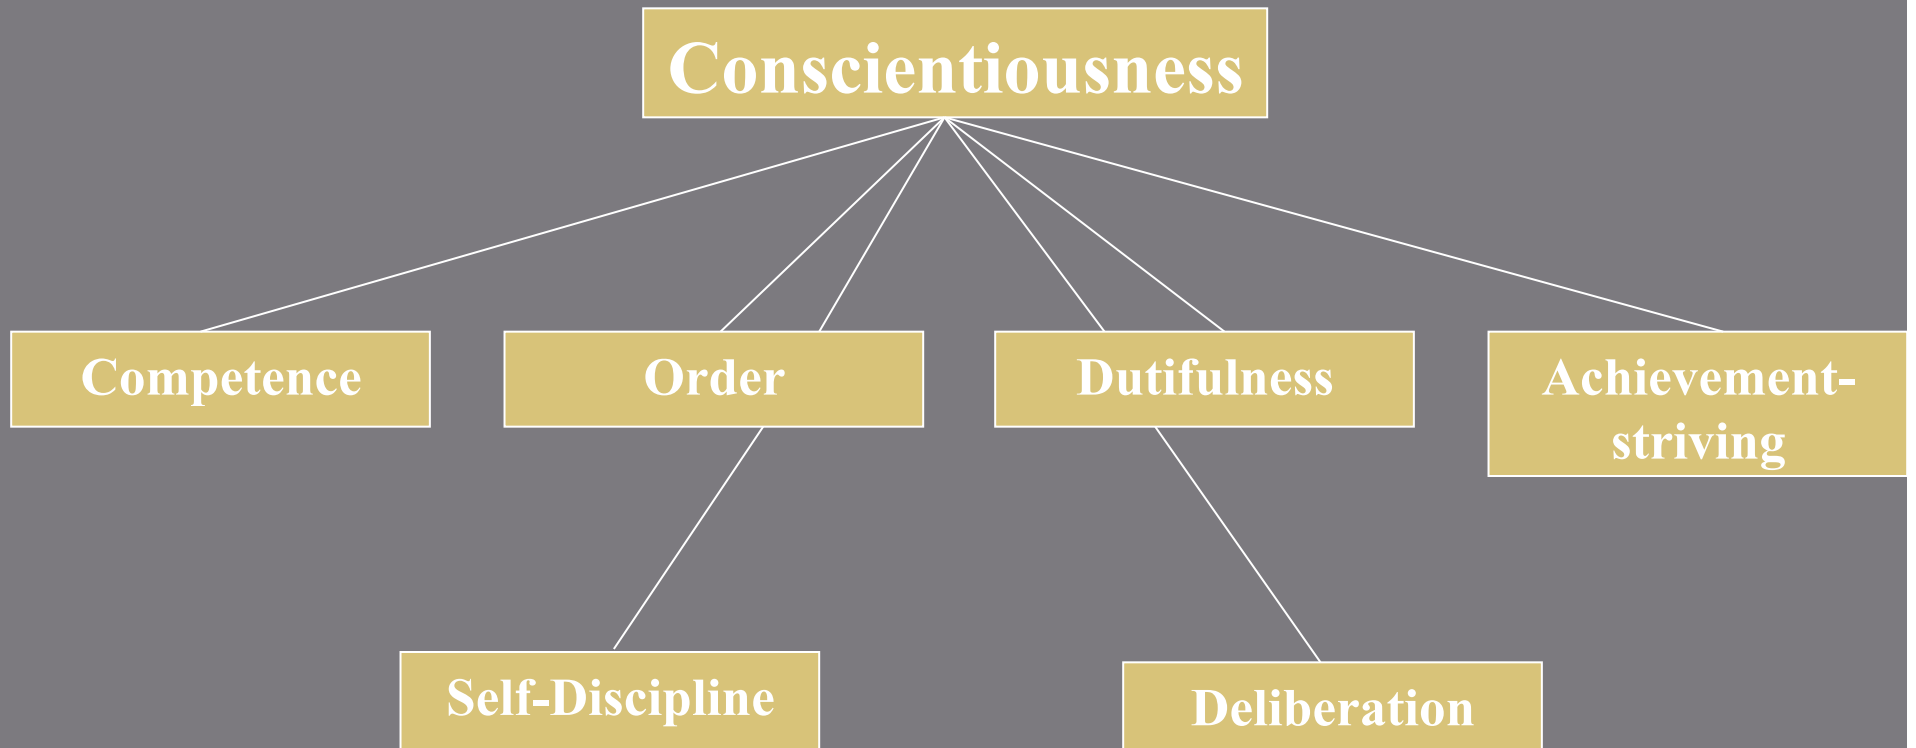 Conscientiousness
Competence
Order
Dutifulness
Achievement-
striving
Self-Discipline
Deliberation